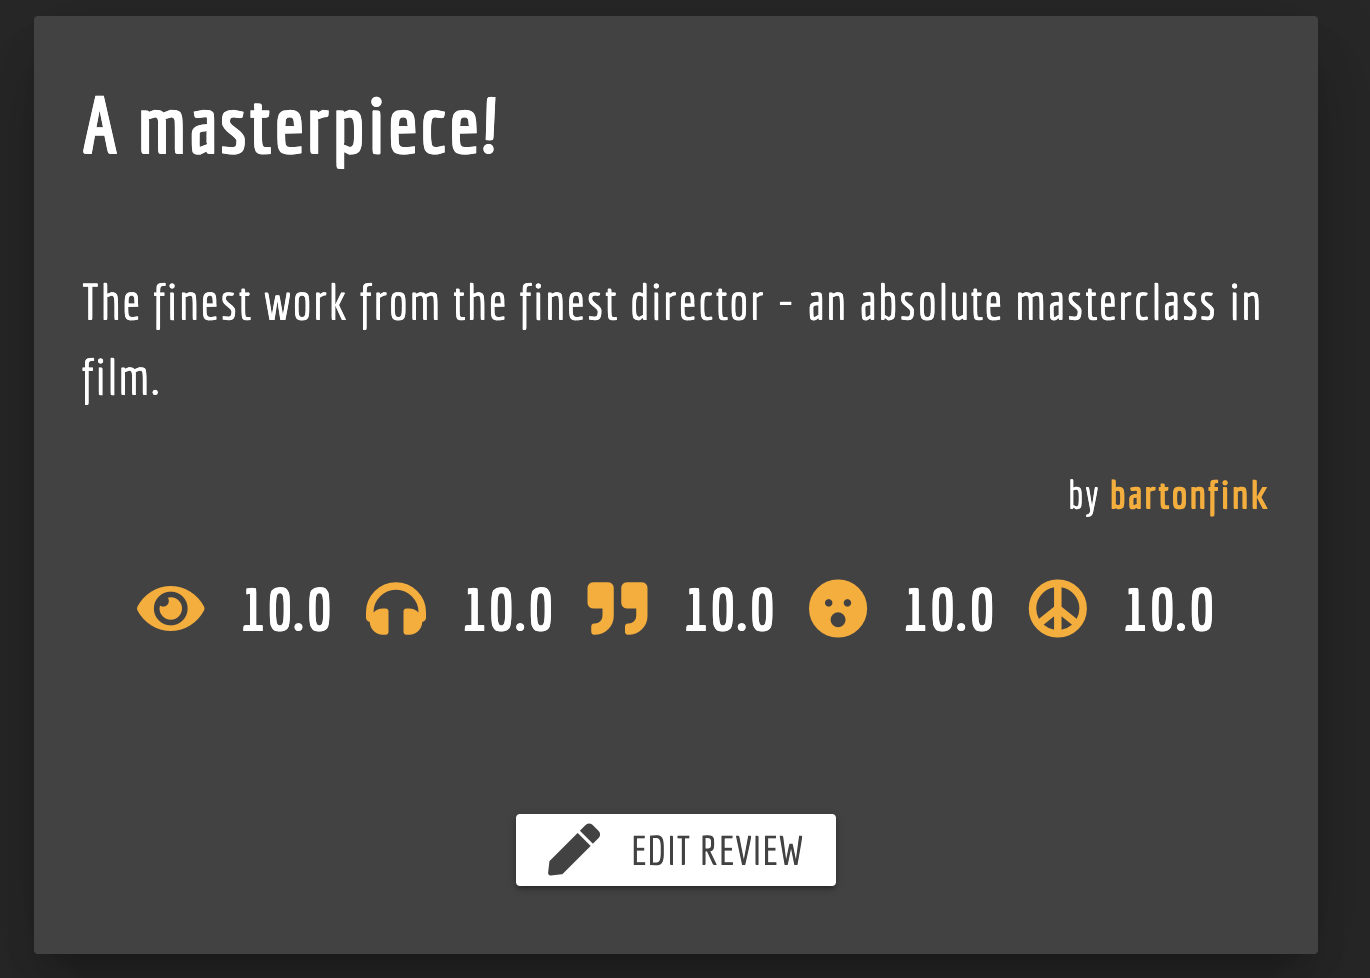 A masterpiece!
The finest work from the finest director - an absolute masterclass in
film.
by bartonfink
10.0 10.0 10.0 10.0 10.0
EDIT REVIEW